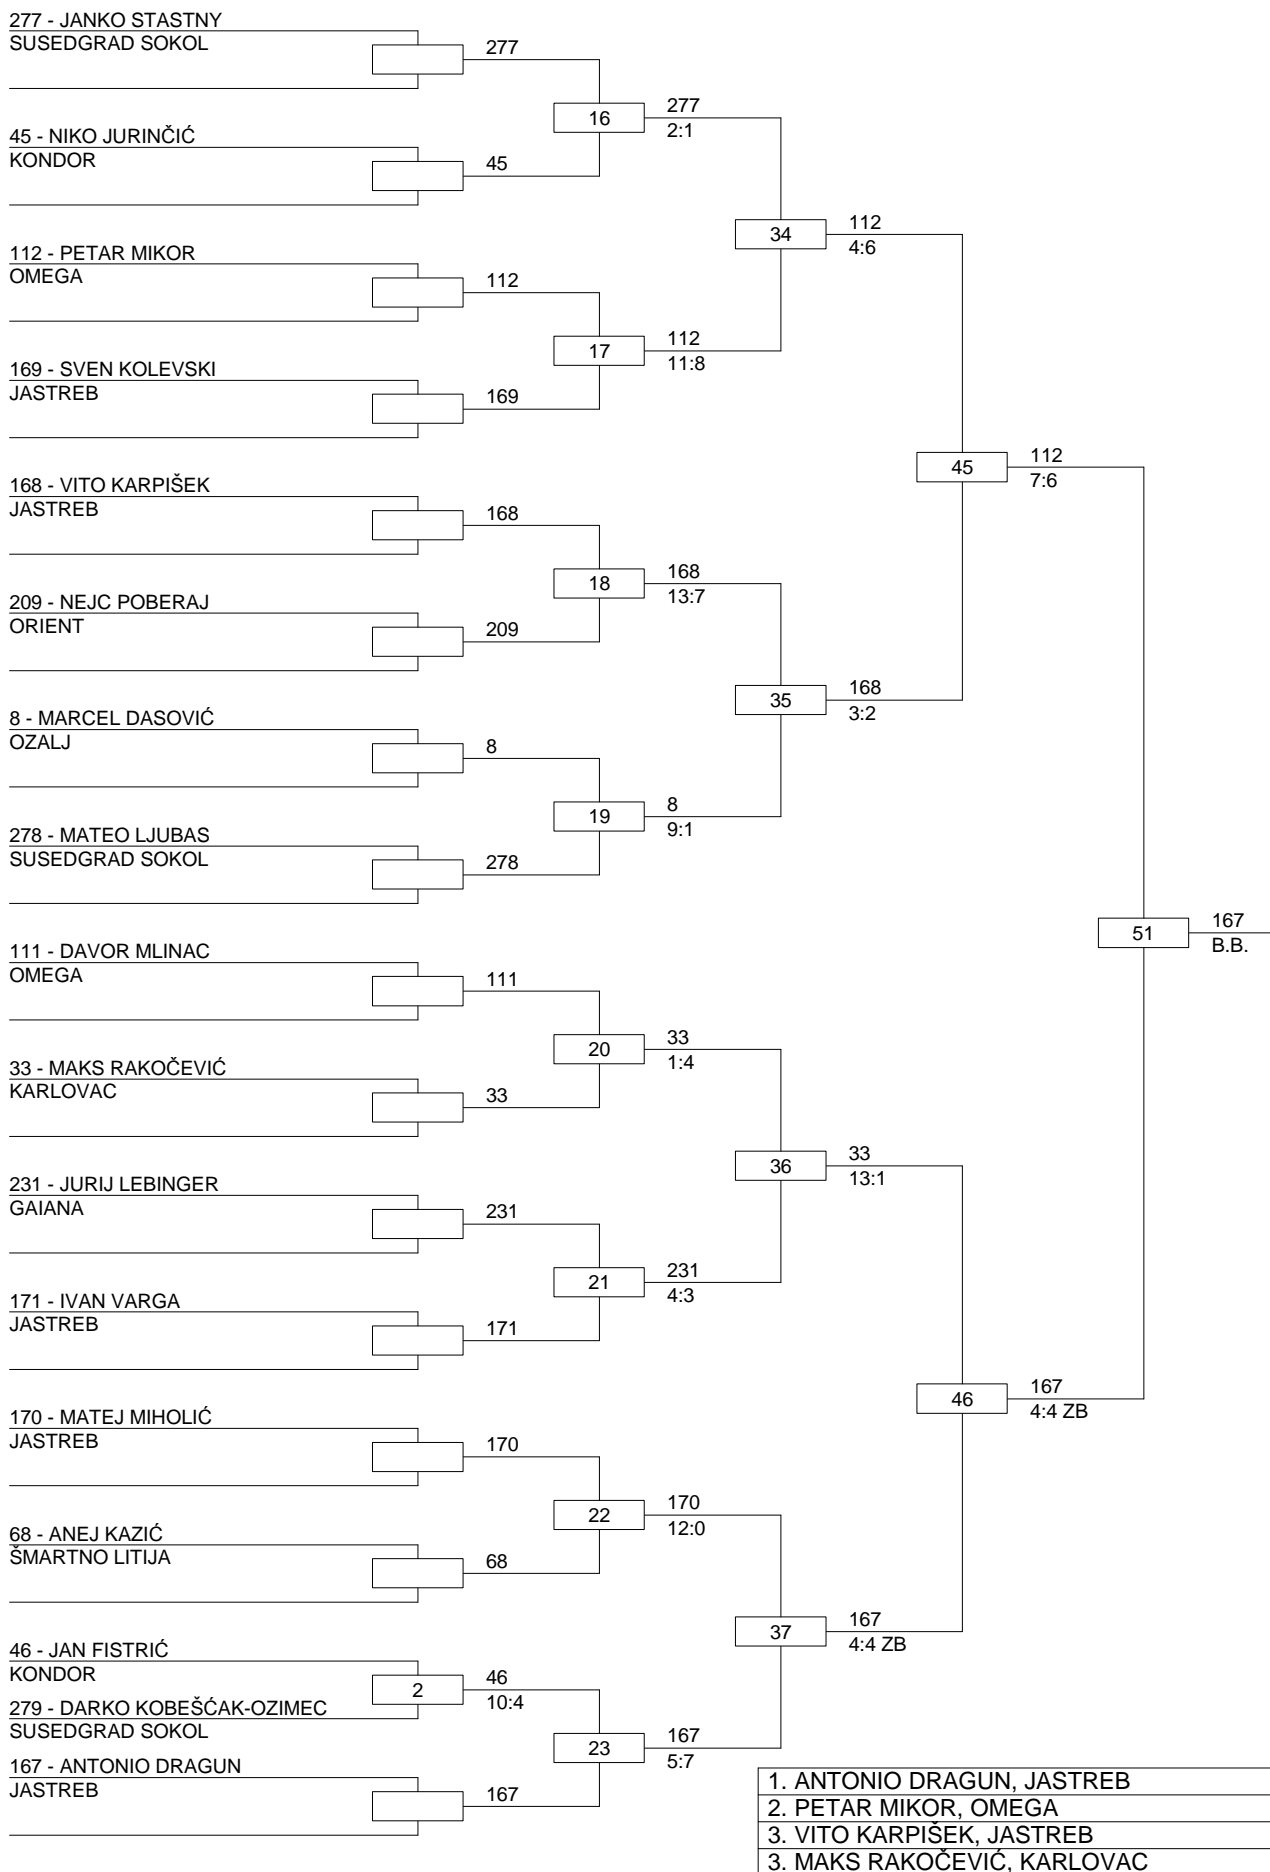 277 - JANKO STASTNY
SUSEDGRAD SOKOL
277
16
277
2:1
45 - NIKO JURINČIĆ
KONDOR
45
34
112
4:6
112 - PETAR MIKOR
OMEGA
112
17
112
11:8
169 - SVEN KOLEVSKI
JASTREB
169
45
112
7:6
168 - VITO KARPIŠEK
JASTREB
168
18
168
13:7
209 - NEJC POBERAJ
ORIENT
209
35
168
3:2
8 - MARCEL DASOVIĆ
OZALJ
8
19
8
9:1
278 - MATEO LJUBAS
SUSEDGRAD SOKOL
278
51
167
B.B.
111 - DAVOR MLINAC
OMEGA
111
20
33
1:4
33 - MAKS RAKOČEVIĆ
KARLOVAC
33
36
33
13:1
231 - JURIJ LEBINGER
GAIANA
231
21
231
4:3
171 - IVAN VARGA
JASTREB
171
46
167
4:4 ZB
170 - MATEJ MIHOLIĆ
JASTREB
170
22
170
12:0
68 - ANEJ KAZIĆ
ŠMARTNO LITIJA
68
37
167
4:4 ZB
46 - JAN FISTRIĆ
KONDOR
2
46
10:4
279 - DARKO KOBEŠĆAK-OZIMEC
SUSEDGRAD SOKOL
23
167
5:7
167 - ANTONIO DRAGUN
JASTREB
167
1. ANTONIO DRAGUN, JASTREB
2. PETAR MIKOR, OMEGA
3. VITO KARPIŠEK, JASTREB
3. MAKS RAKOČEVIĆ, KARLOVAC